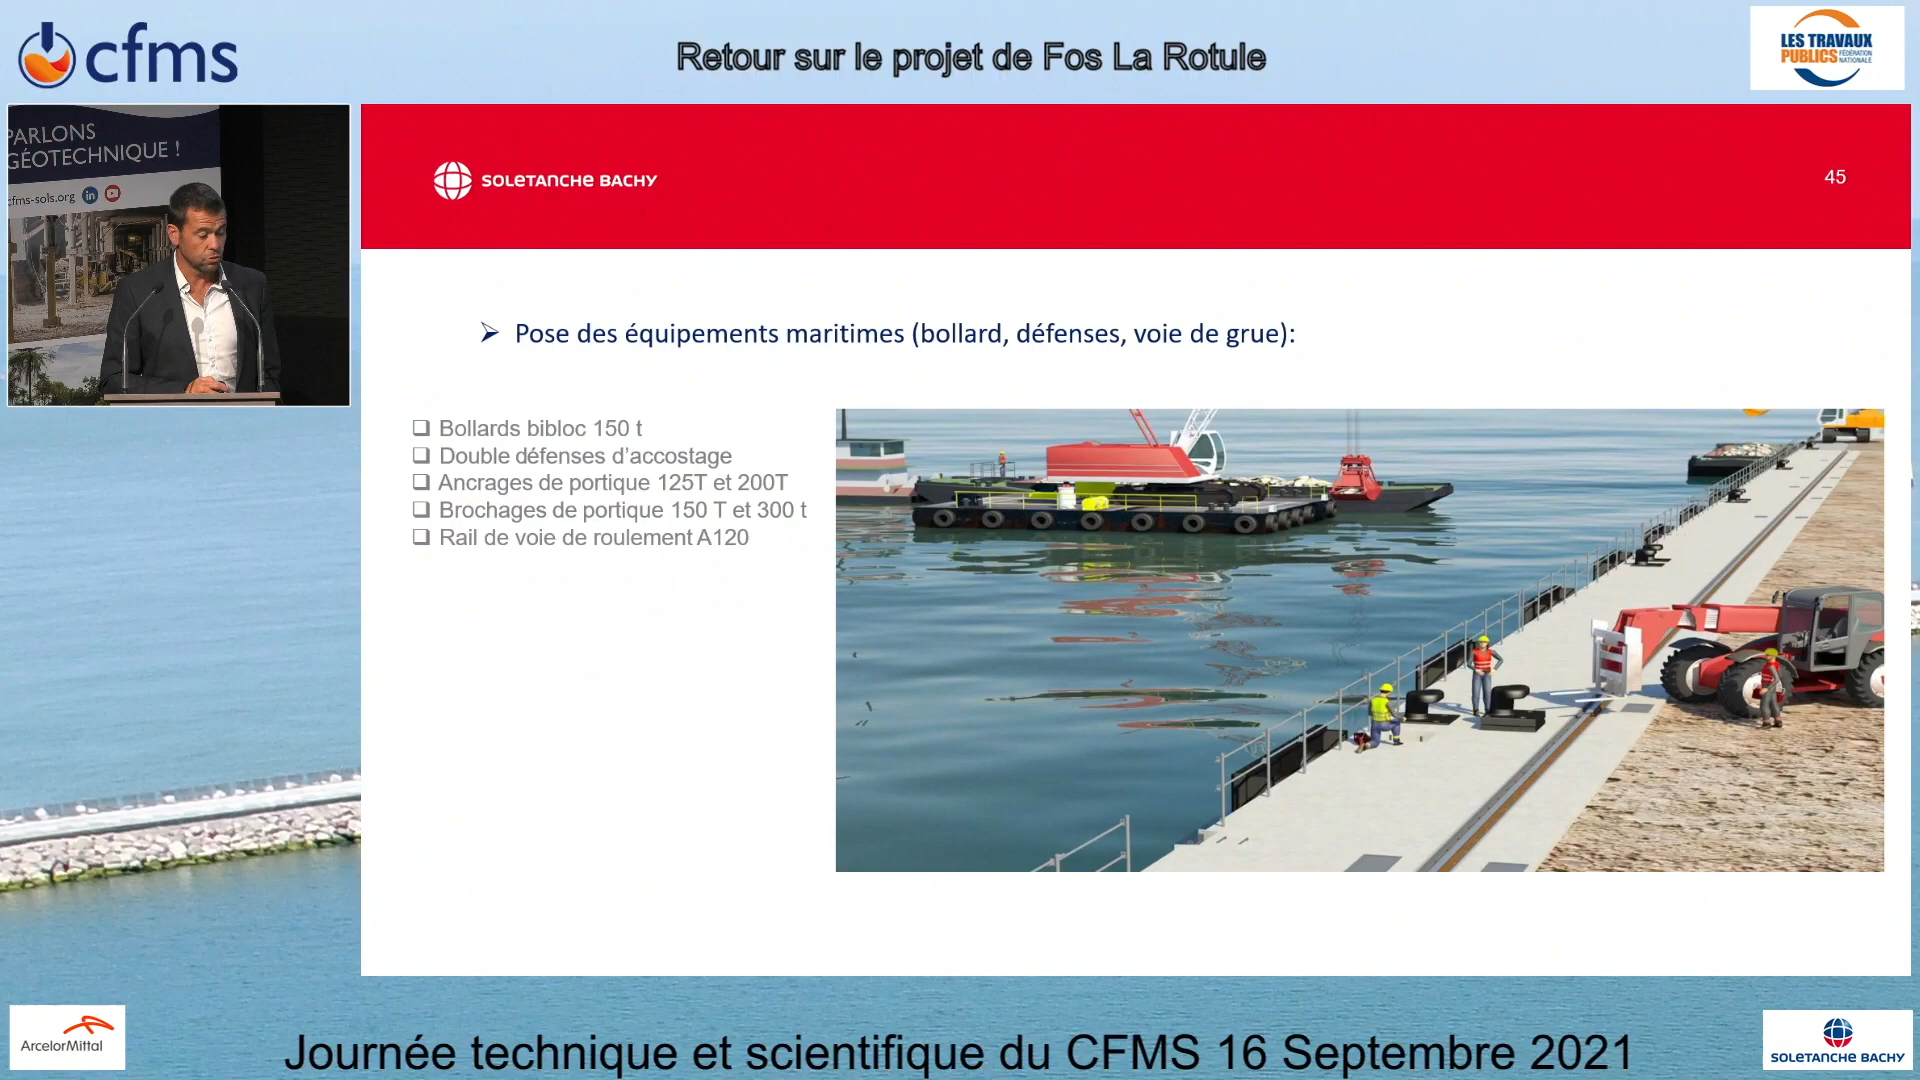 cfms
Retour sur le projet de Fos La Rotule
LES TRAVAUX
PUBLICS
FÉDÉRATION
NATIONALE
PARLONS
GÉOTECHNIQUE !
cfms-sols.org
SOLETANCHE BACHY
45
Pose des équipements maritimes (bollard, défenses, voie de grue):
Bollards bibloc 150 t
Double défenses d’accostage
Ancrages de portique 125T et 200T
Brochages de portique 150 T et 300 t
Rail de voie de roulement A120
ArcelorMittal
Journée technique et scientifique du CFMS 16 Septembre 2021
SOLETANCHE BACHY